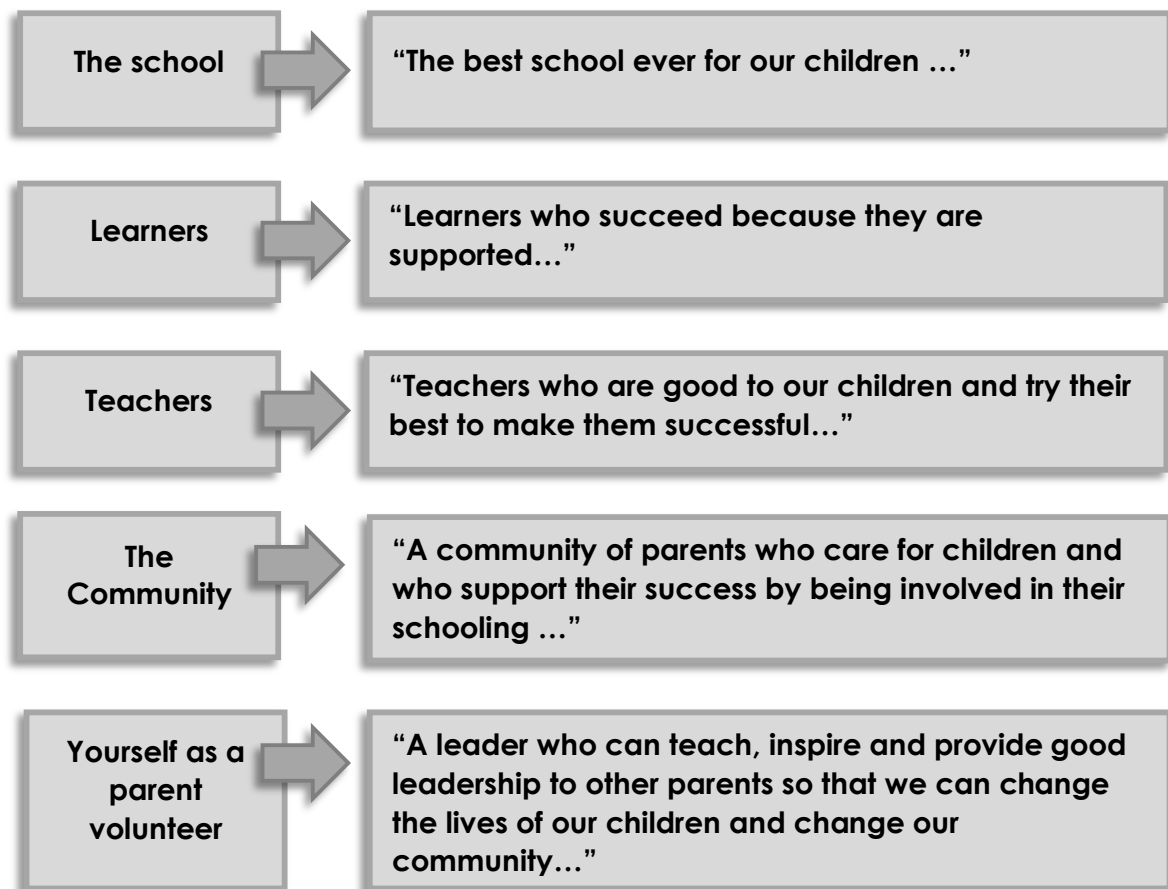 The school
“The best school ever for our children …”
Learners
“Learners who succeed because they are
supported…”
Teachers
“Teachers who are good to our children and try their
best to make them successful…”
The
Community
“A community of parents who care for children and
who support their success by being involved in their
schooling …”
Yourself as a
parent
volunteer
“A leader who can teach, inspire and provide good
leadership to other parents so that we can change
the lives of our children and change our
community…”